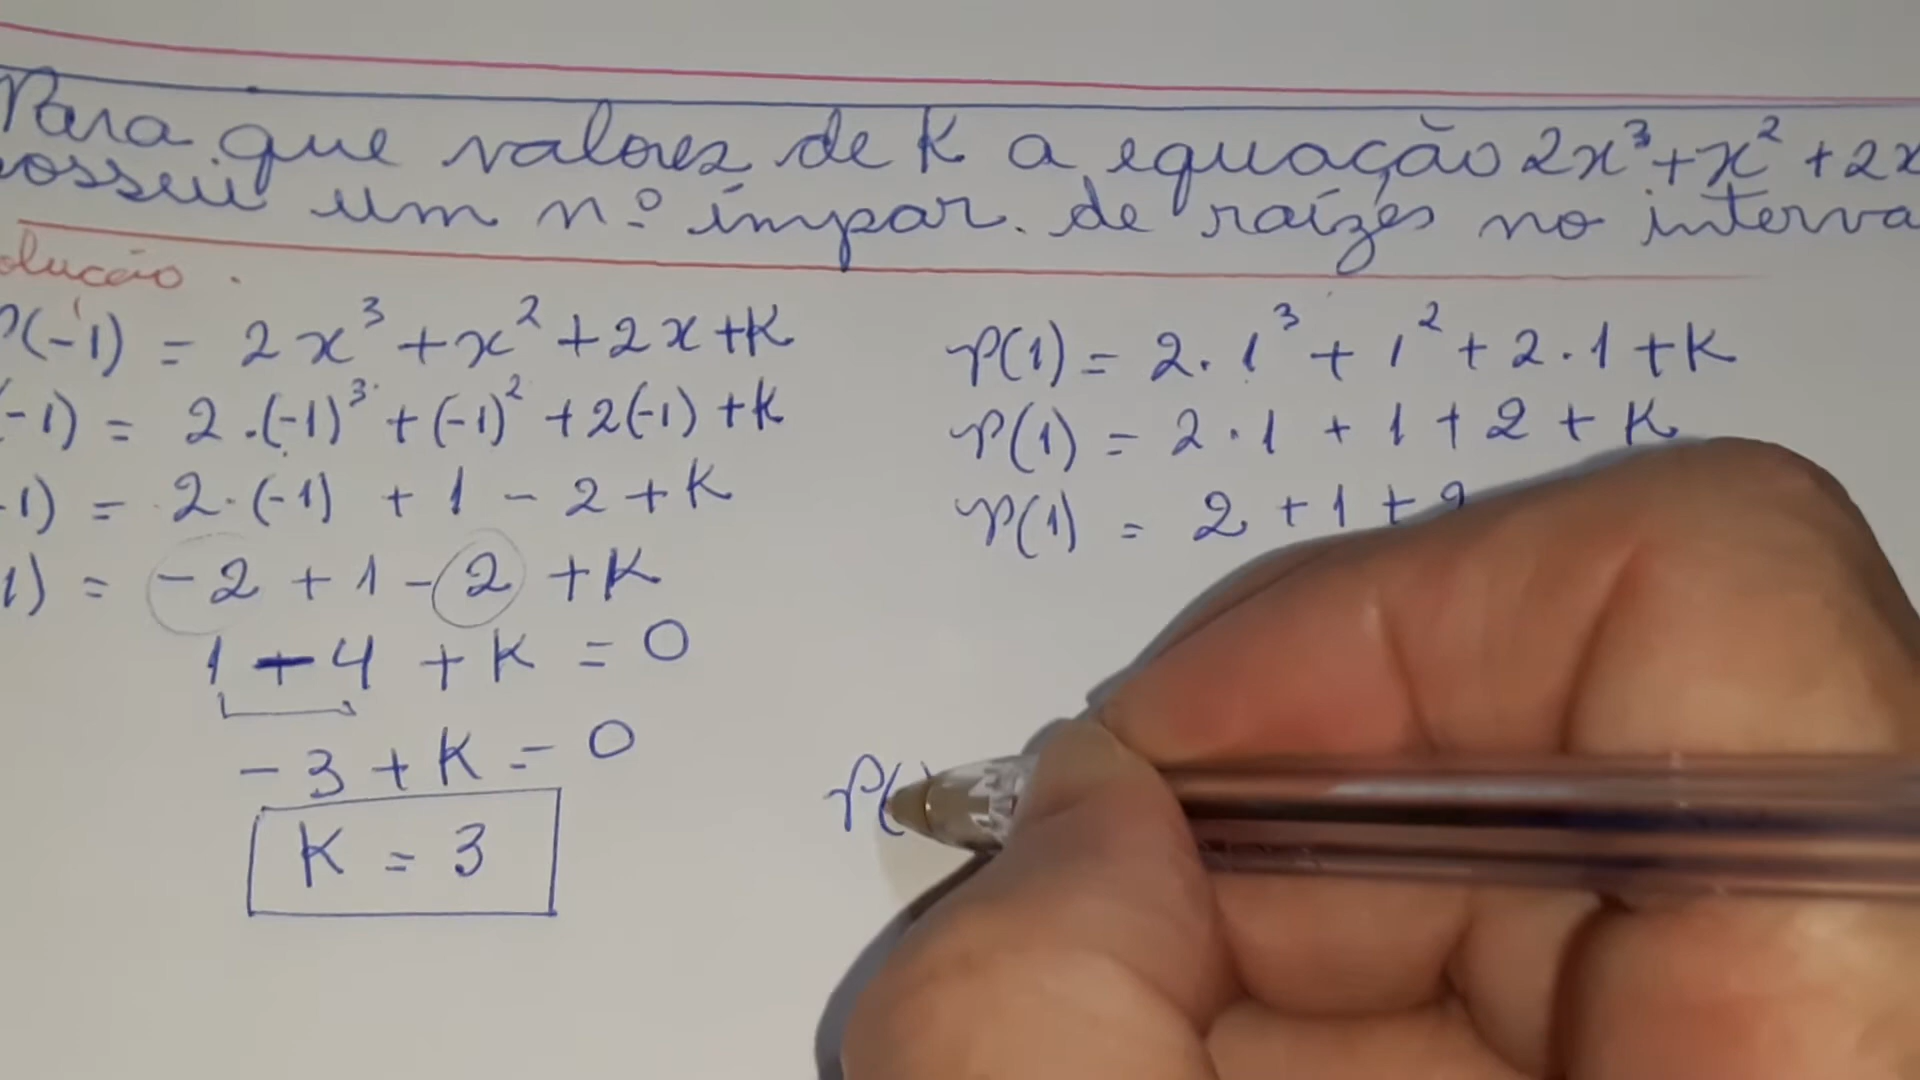 Para que valores de K a equação 2x³+x²+2x
possui um n.º ímpar. de raízes no interva
olução.
P(-1) = 2x³+x²+2x+K
(-1) = 2.(-1)³+(-1)²+2(-1)+K
-1) = 2.(-1) + 1 - 2 + K
1) = -2 + 1 - 2 + K
1 - 4 + K = 0
-3 + K = 0
K = 3
P(1) = 2.1³ + 1² + 2.1 + K
P(1) = 2.1 + 1 + 2 + K
P(1) = 2 + 1 + 2
P(